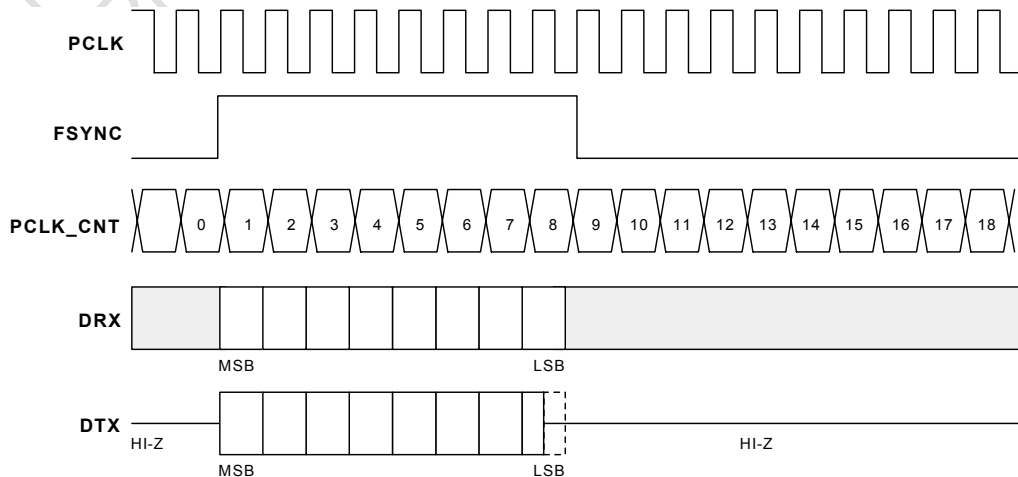 PCLK
FSYNC
PCLK_CNT 0 1 2 3 4 5 6 7 8 9 10 11 12 13 14 15 16 17 18
DRX
MSB LSB
DTX
HI-Z HI-Z
MSB LSB